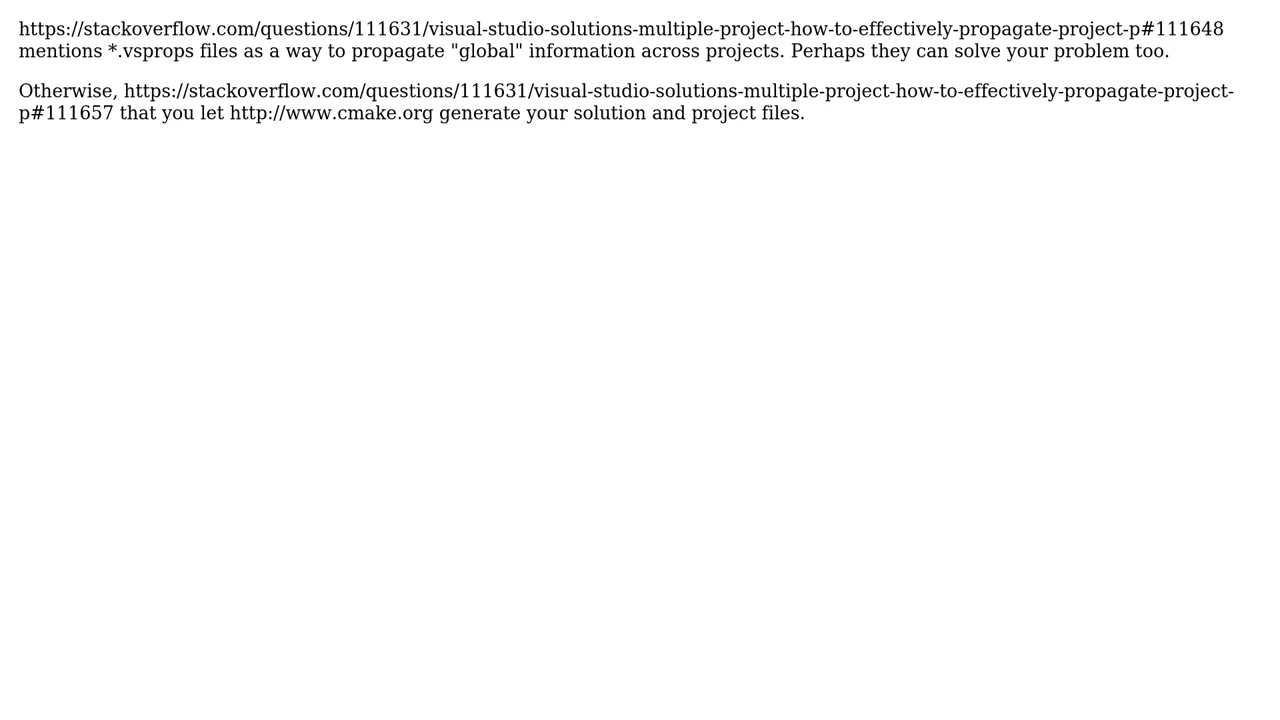 https://stackoverflow.com/questions/111631/visual-studio-solutions-multiple-project-how-to-effectively-propagate-project-p#111648
mentions *.vsprops files as a way to propagate "global" information across projects. Perhaps they can solve your problem too.
Otherwise, https://stackoverflow.com/questions/111631/visual-studio-solutions-multiple-project-how-to-effectively-propagate-project-
p#111657 that you let http://www.cmake.org generate your solution and project files.